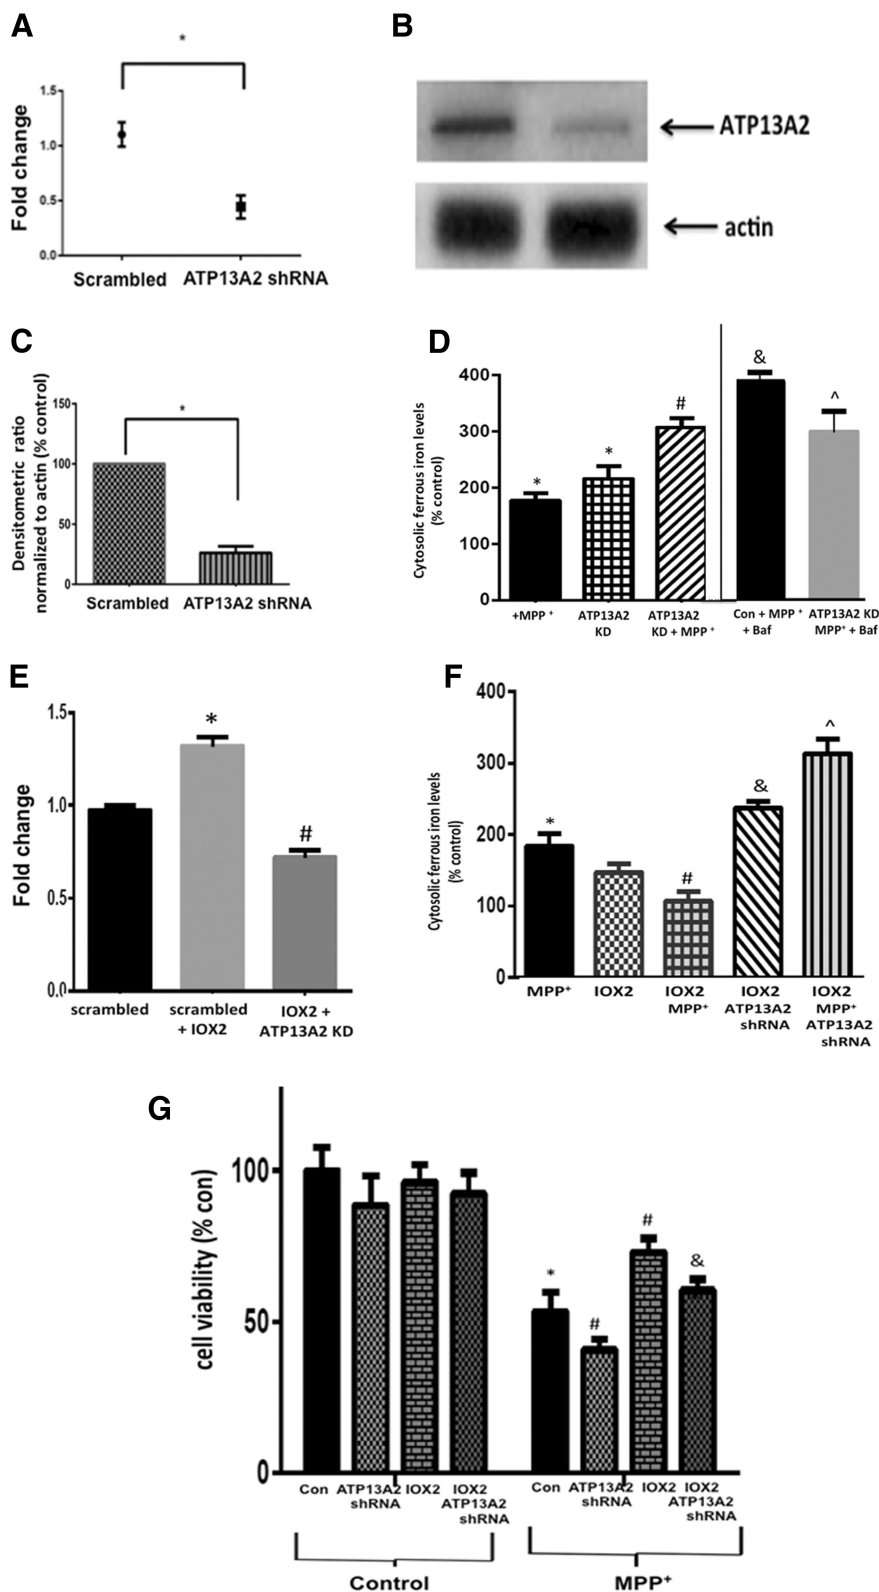 A
*
Fold change
1.5
1.0
0.5
0.0
Scrambled
ATP13A2 shRNA
B
ATP13A2
actin
C
Densitometric ratio
normalized to actin (% control)
150
100
50
0
*
Scrambled
ATP13A2 shRNA
D
Cytosolic ferrous iron levels
(% control)
400
300
200
100
0
*
*
#
&
^
+MPP +
ATP13A2
KD
ATP13A2
KD + MPP +
Con + MPP +
+ Baf
ATP13A2 KD
MPP+ + Baf
E
Fold change
1.5
1.0
0.5
0.0
*
#
scrambled
scrambled
+ IOX2
IOX2 +
ATP13A2 KD
F
Cytosolic ferrous iron levels
(% control)
400
300
200
100
0
*
#
&
^
MPP+
IOX2
IOX2
MPP+
IOX2
ATP13A2
shRNA
IOX2
MPP+
ATP13A2
shRNA
G
cell viability (% con)
100
50
0
*
#
#
&
Con
ATP13A2
shRNA
IOX2
IOX2
ATP13A2
shRNA
Con
ATP13A2
shRNA
IOX2
IOX2
ATP13A2
shRNA
Control
MPP+